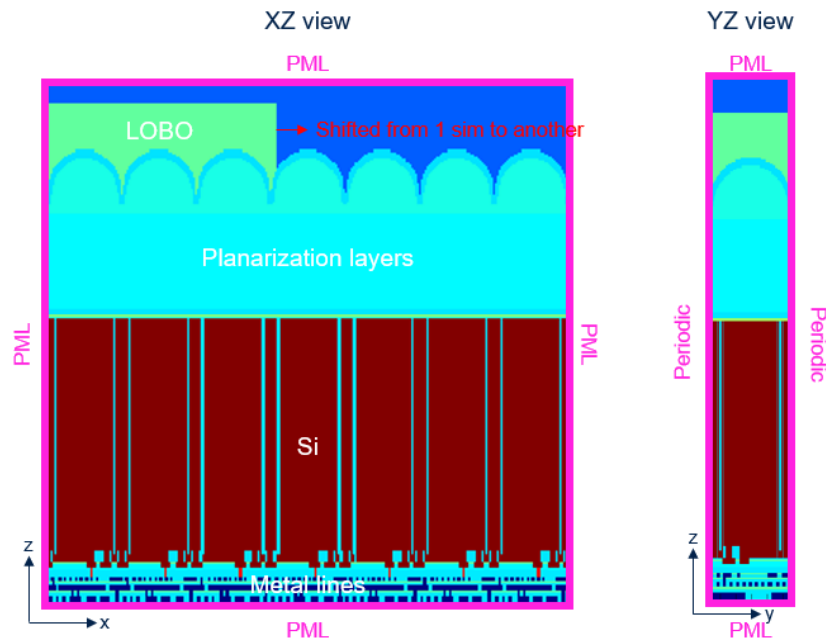 XZ view
YZ view
PML
PML
LOBO
Shifted from 1 sim to another
Planarization layers
PML
PML
Periodic
Periodic
Si
z
x
Metal lines
z
y
PML
PML